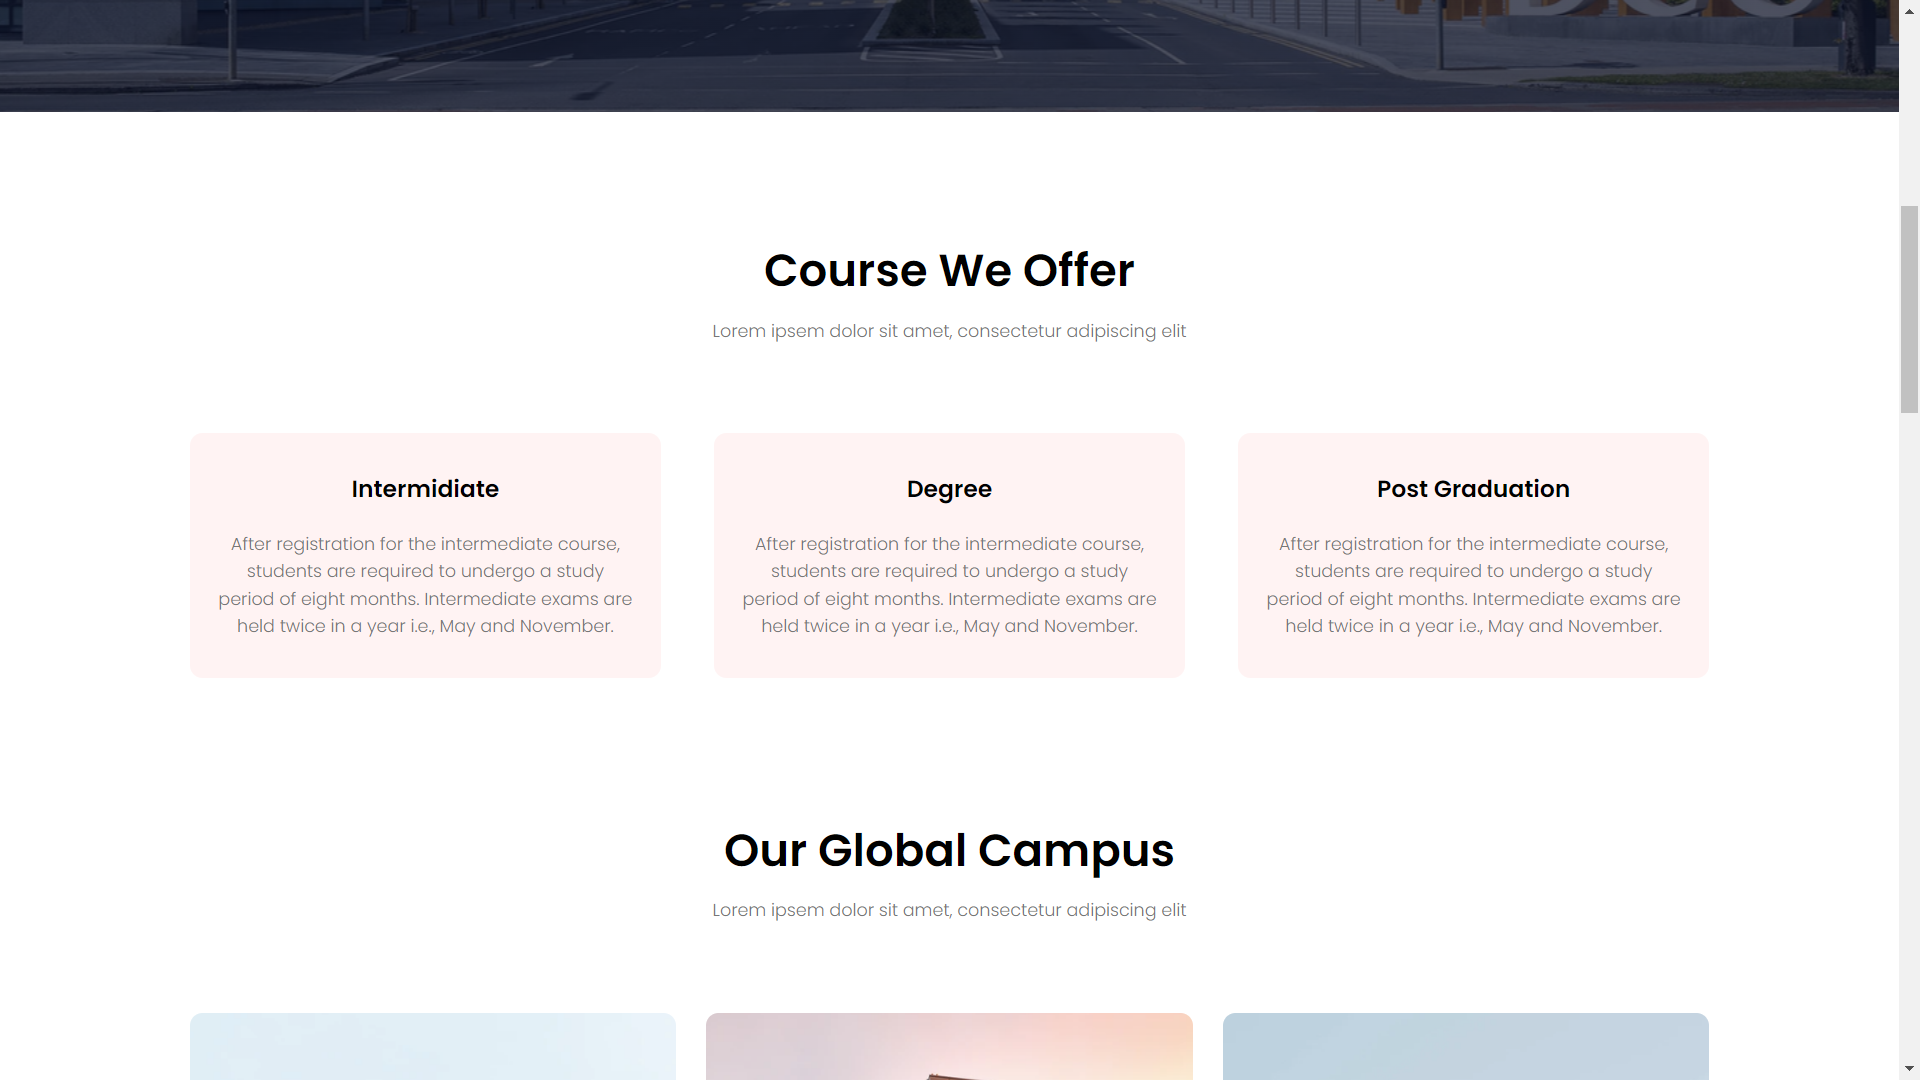 Course We Offer
Lorem ipsem dolor sit amet, consectetur adipiscing elit
Intermidiate
After registration for the intermediate course,
students are required to undergo a study
period of eight months. Intermediate exams are
held twice in a year i.e., May and November.
Degree
After registration for the intermediate course,
students are required to undergo a study
period of eight months. Intermediate exams are
held twice in a year i.e., May and November.
Post Graduation
After registration for the intermediate course,
students are required to undergo a study
period of eight months. Intermediate exams are
held twice in a year i.e., May and November.
Our Global Campus
Lorem ipsem dolor sit amet, consectetur adipiscing elit